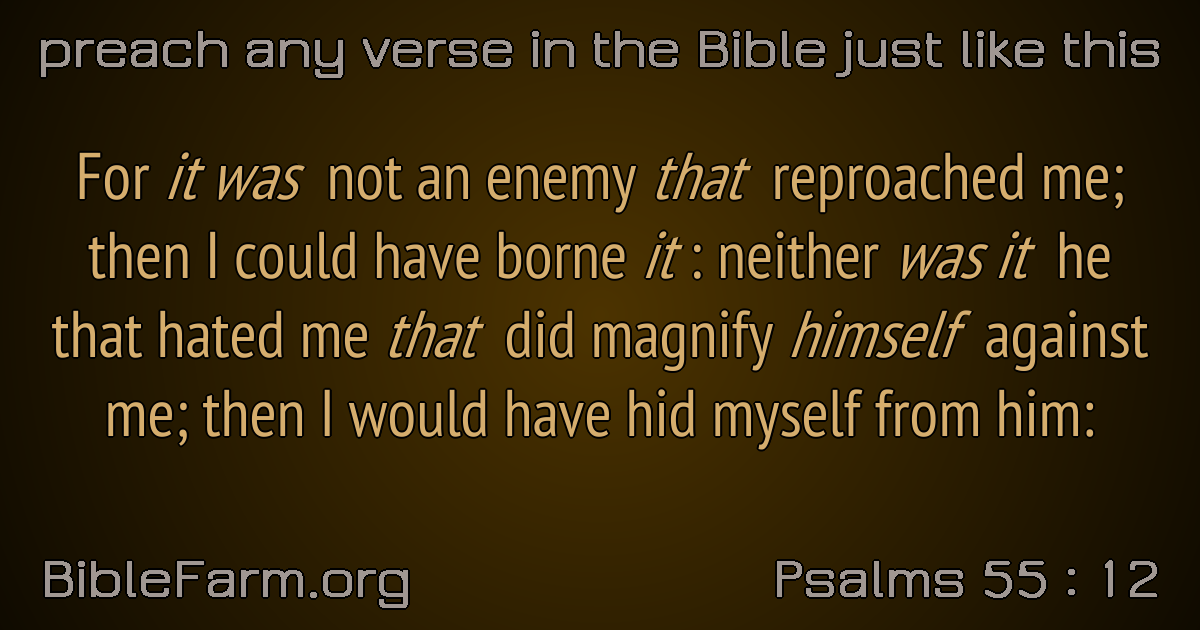 preach any verse in the Bible just like this
For it was not an enemy that reproached me;
then I could have borne it : neither was it he
that hated me that did magnify himself against
me; then I would have hid myself from him:
BibleFarm.org
Psalms 55 : 12